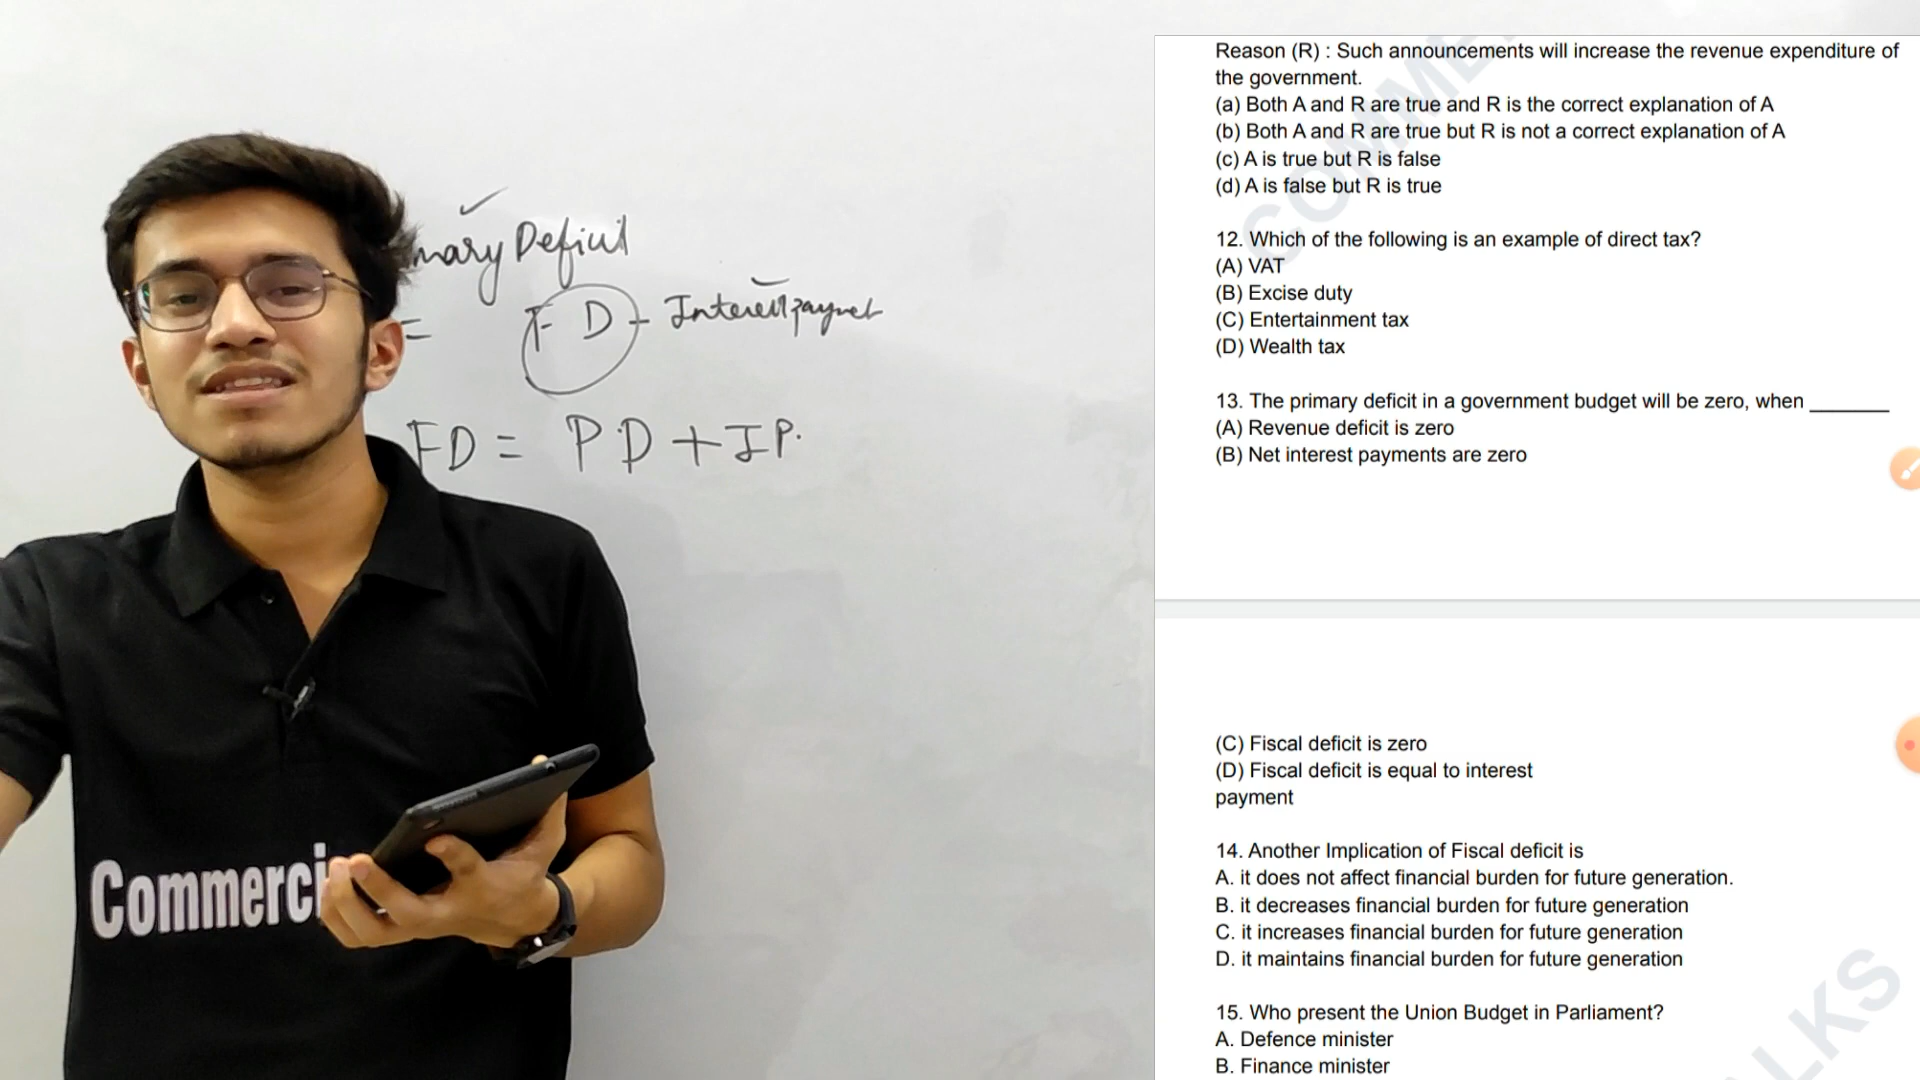 mary Deficit
= F D - Interest payment
FD = P.D + I P.
Commerci
Reason (R) : Such announcements will increase the revenue expenditure of
the government.
(a) Both A and R are true and R is the correct explanation of A
(b) Both A and R are true but R is not a correct explanation of A
(c) A is true but R is false
(d) A is false but R is true
12. Which of the following is an example of direct tax?
(A) VAT
(B) Excise duty
(C) Entertainment tax
(D) Wealth tax
13. The primary deficit in a government budget will be zero, when _______
(A) Revenue deficit is zero
(B) Net interest payments are zero
(C) Fiscal deficit is zero
(D) Fiscal deficit is equal to interest
payment
14. Another Implication of Fiscal deficit is
A. it does not affect financial burden for future generation.
B. it decreases financial burden for future generation
C. it increases financial burden for future generation
D. it maintains financial burden for future generation
15. Who present the Union Budget in Parliament?
A. Defence minister
B. Finance minister
COMME
ALKS